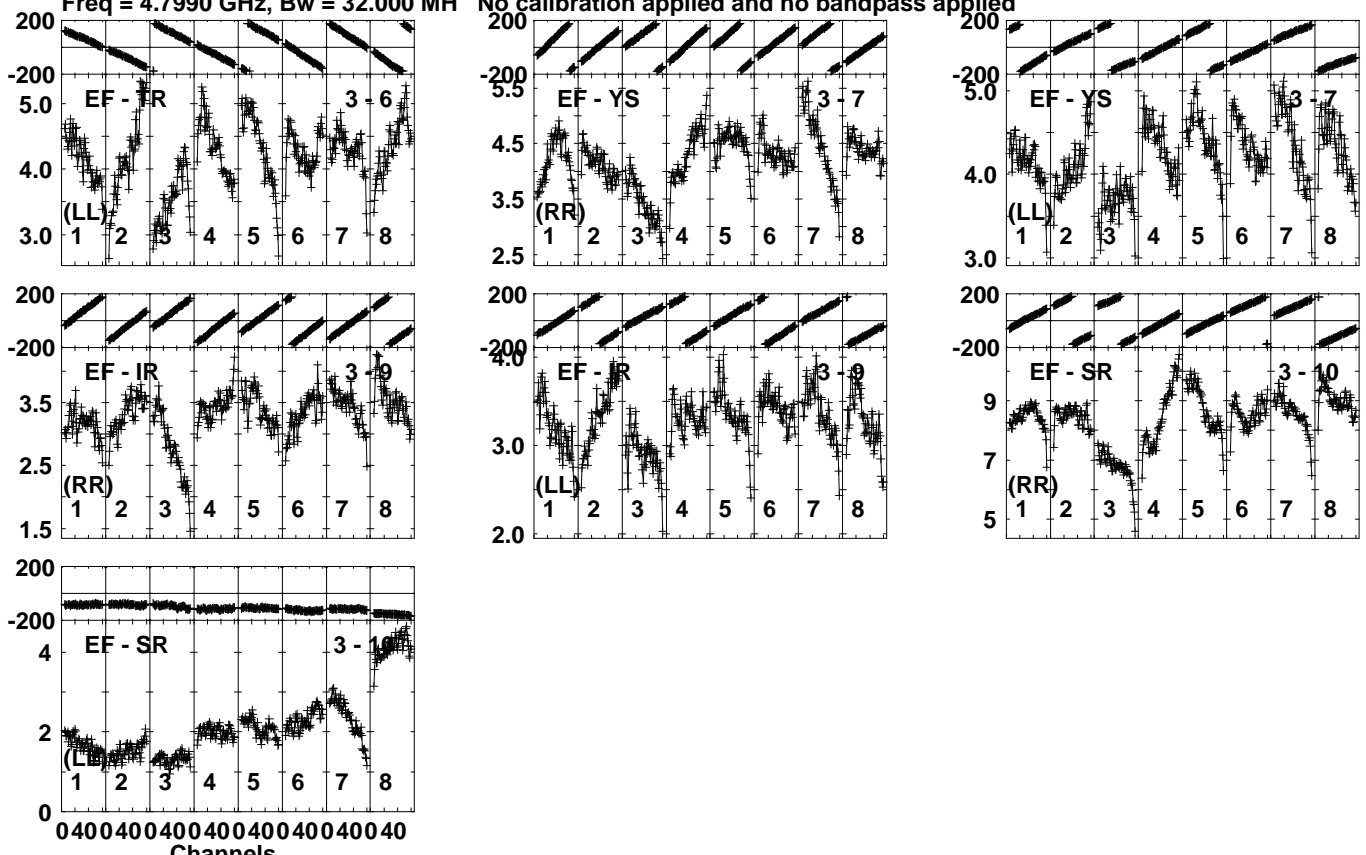 Freq = 4.7990 GHz, Bw = 32.000 MH No calibration applied and no bandpass applied
200
-200
5.0
4.0
3.0
EF - TR 3 - 6
(LL)
1 2 3 4 5 6 7 8
200
-200
5.5
4.5
3.5
2.5
EF - YS 3 - 7
(RR)
1 2 3 4 5 6 7 8
200
-200
5.0
4.0
3.0
EF - YS 3 - 7
(LL)
1 2 3 4 5 6 7 8
200
-200
3.5
2.5
1.5
EF - IR 3 - 9
(RR)
1 2 3 4 5 6 7 8
200
-200
4.0
3.0
2.0
EF - IR 3 - 9
(LL)
1 2 3 4 5 6 7 8
200
-200
9
7
5
EF - SR 3 - 10
(RR)
1 2 3 4 5 6 7 8
200
-200
4
2
0
EF - SR 3 - 10
(LL)
1 2 3 4 5 6 7 8
0 40 0 40 0 40 0 40 0 40 0 40 0 40 0 40
Channels